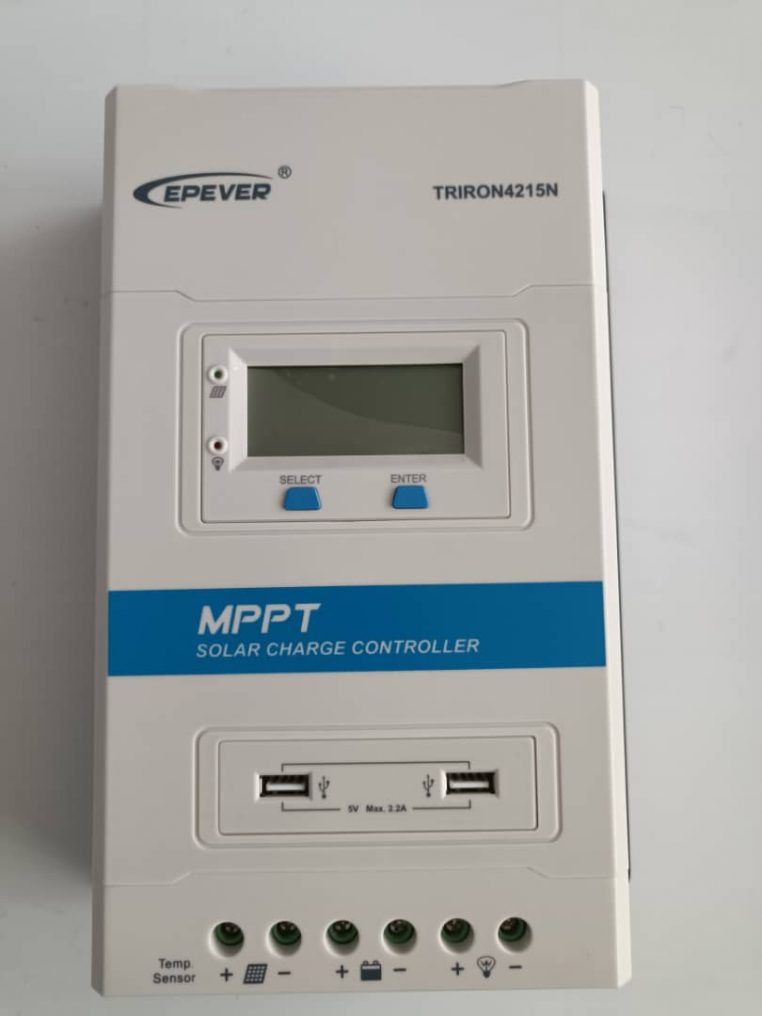 EPEVER ®
TRIRON4215N
SELECT ENTER
MPPT
SOLAR CHARGE CONTROLLER
5V Max. 2.2A
Temp.
Sensor
+ − + − + −